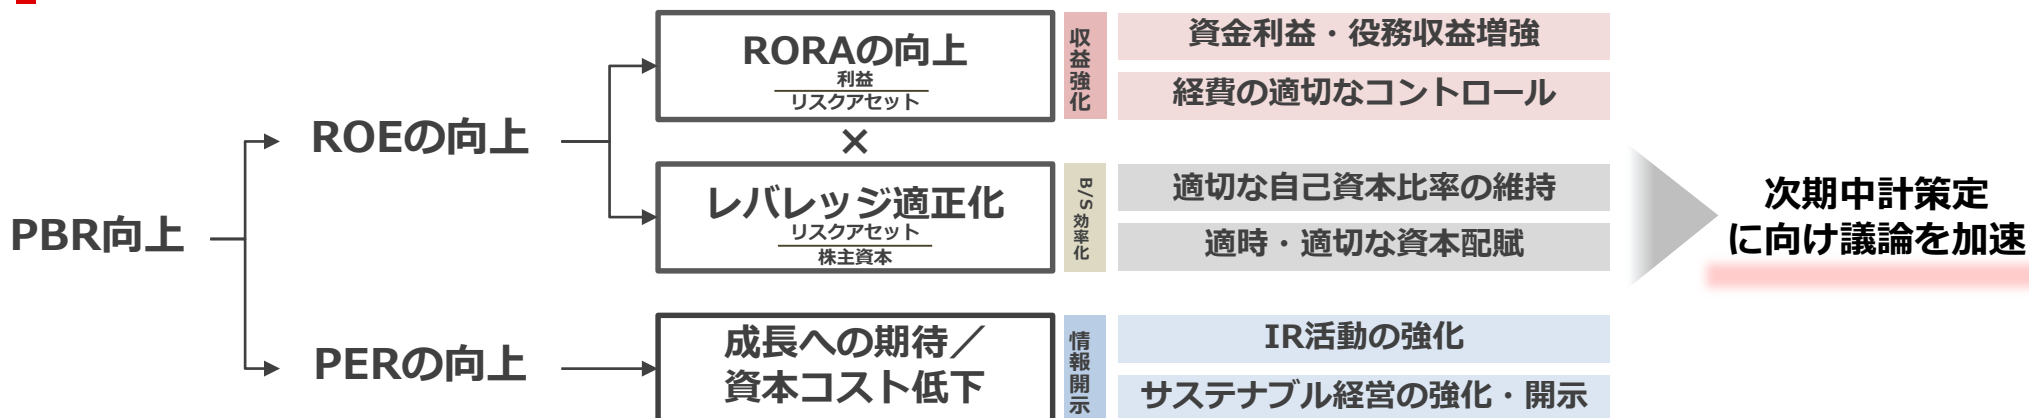 PBR向上
ROEの向上
RORAの向上
利益
リスクアセット
×
レバレッジ適正化
リスクアセット
株主資本
収益強化
資金利益・役務収益増強
経費の適切なコントロール
B/S効率化
適切な自己資本比率の維持
適時・適切な資本配賦
PERの向上
成長への期待／
資本コスト低下
情報開示
IR活動の強化
サステナブル経営の強化・開示
次期中計策定
に向け議論を加速